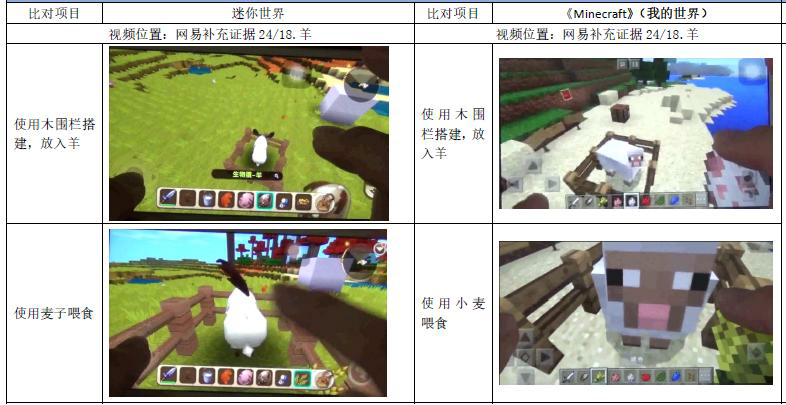 比对项目 迷你世界 比对项目 《Minecraft》(我的世界)
视频位置：网易补充证据 24/18.羊 视频位置：网易补充证据 24/18.羊
使用木围栏搭
建，放入羊
生物蛋-羊
使用木围
栏搭建，放
入羊
使用麦子喂食
使用小麦
喂食